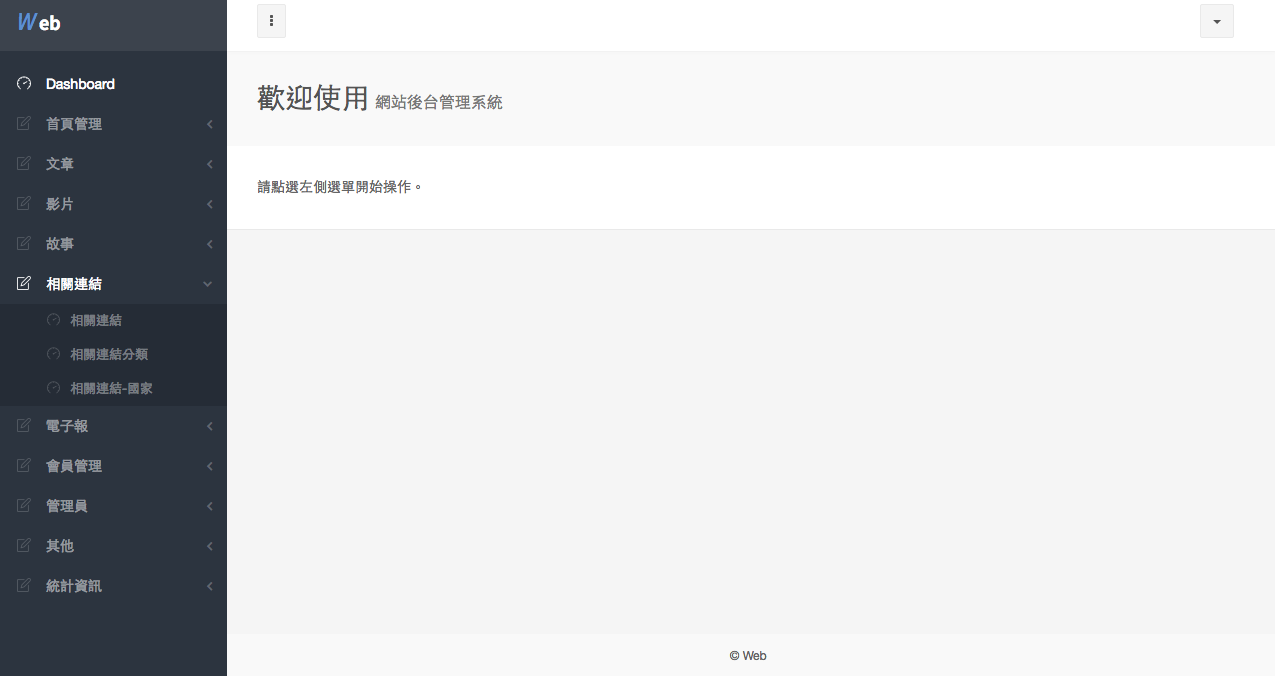 Web
Dashboard
首頁管理
文章
影片
故事
相關連結
相關連結
相關連結分類
相關連結-國家
電子報
會員管理
管理員
其他
統計資訊
歡迎使用 網站後台管理系統
請點選左側選單開始操作。
© Web